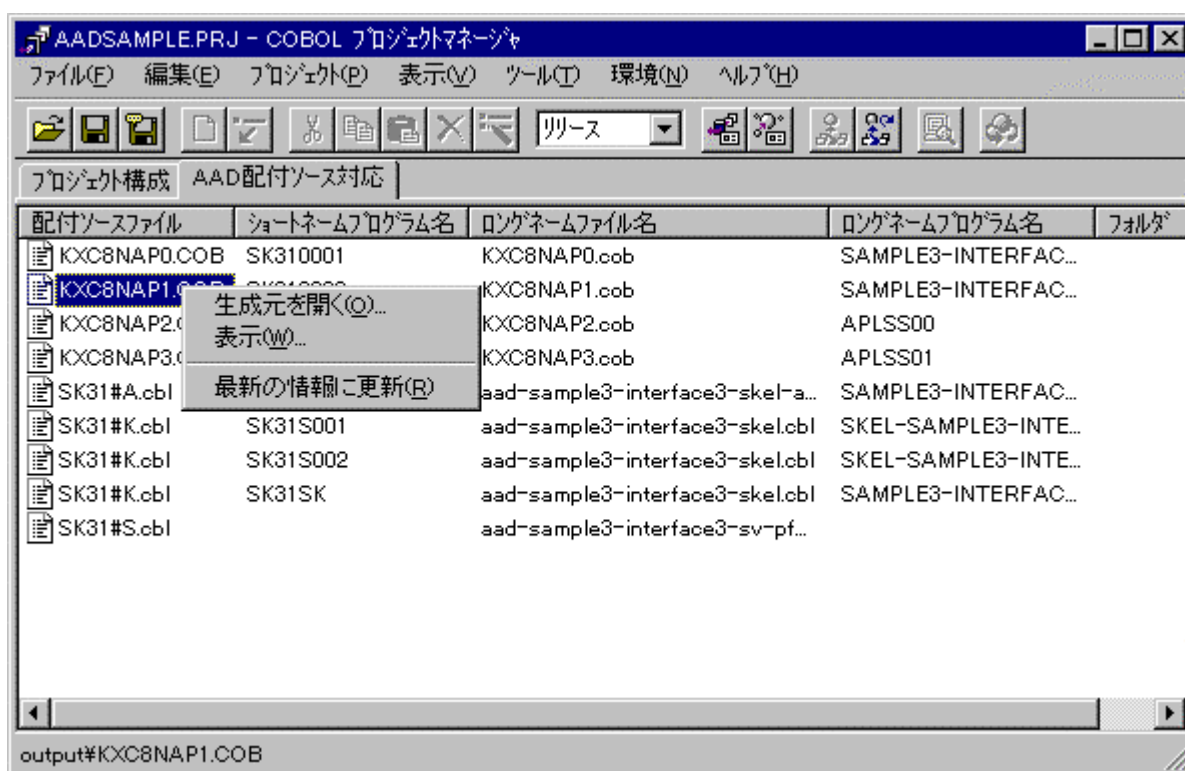 AADSAMPLE.PRJ - COBOL プロジェクトマネージャ
ファイル(F) 編集(E) プロジェクト(P) 表示(V) ツール(T) 環境(N) ヘルプ(H)
リリース
プロジェクト構成 AAD配付ソース対応
配付ソースファイル ショートネームプログラム名 ロングネームファイル名 ロングネームプログラム名 フォルダ
KXC8NAP0.COB SK310001 KXC8NAP0.cob SAMPLE3-INTERFAC...
KXC8NAP1.COB KXC8NAP1.cob SAMPLE3-INTERFAC...
生成元を開く(O)...
KXC8NAP2. KXC8NAP2.cob APLSS00
表示(W)...
KXC8NAP3. KXC8NAP3.cob APLSS01
最新の情報に更新(R)
SK31#A.cbl aad-sample3-interface3-skel-a... SAMPLE3-INTERFAC...
SK31#K.cbl SK31S001 aad-sample3-interface3-skel.cbl SKEL-SAMPLE3-INTE...
SK31#K.cbl SK31S002 aad-sample3-interface3-skel.cbl SKEL-SAMPLE3-INTE...
SK31#K.cbl SK31SK aad-sample3-interface3-skel.cbl SAMPLE3-INTERFAC...
SK31#S.cbl aad-sample3-interface3-sv-pf...
output¥KXC8NAP1.COB